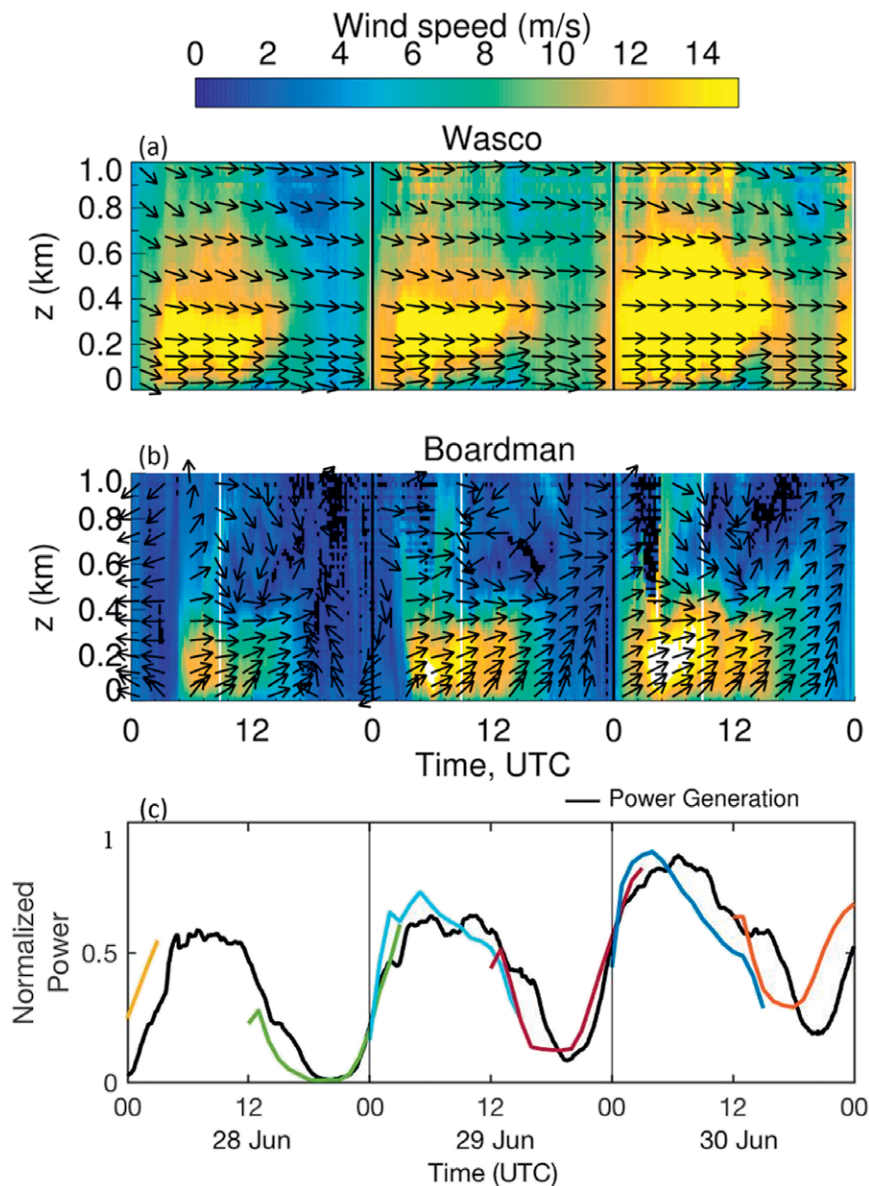 Wind speed (m/s)
0 2 4 6 8 10 12 14
(a) Wasco
1.0
0.8
0.6
0.4
0.2
0
z (km)
(b) Boardman
1.0
0.8
0.6
0.4
0.2
0
z (km)
0 12 0 12 0 12 0
Time, UTC
(c) Power Generation
1
0.5
0
Normalized
Power
00 12 00 12 00 12 00
28 Jun 29 Jun 30 Jun
Time (UTC)